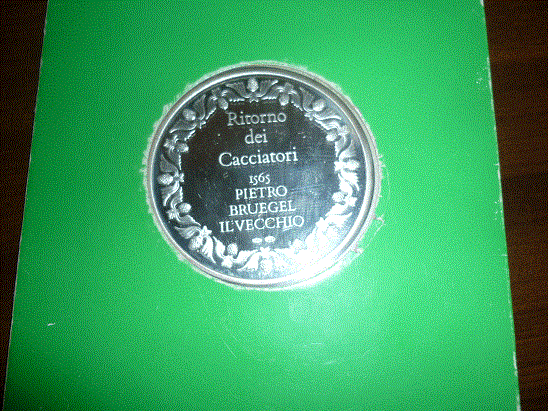 Ritorno
dei
Cacciatori
1565
PIETRO
BRUEGEL
IL VECCHIO